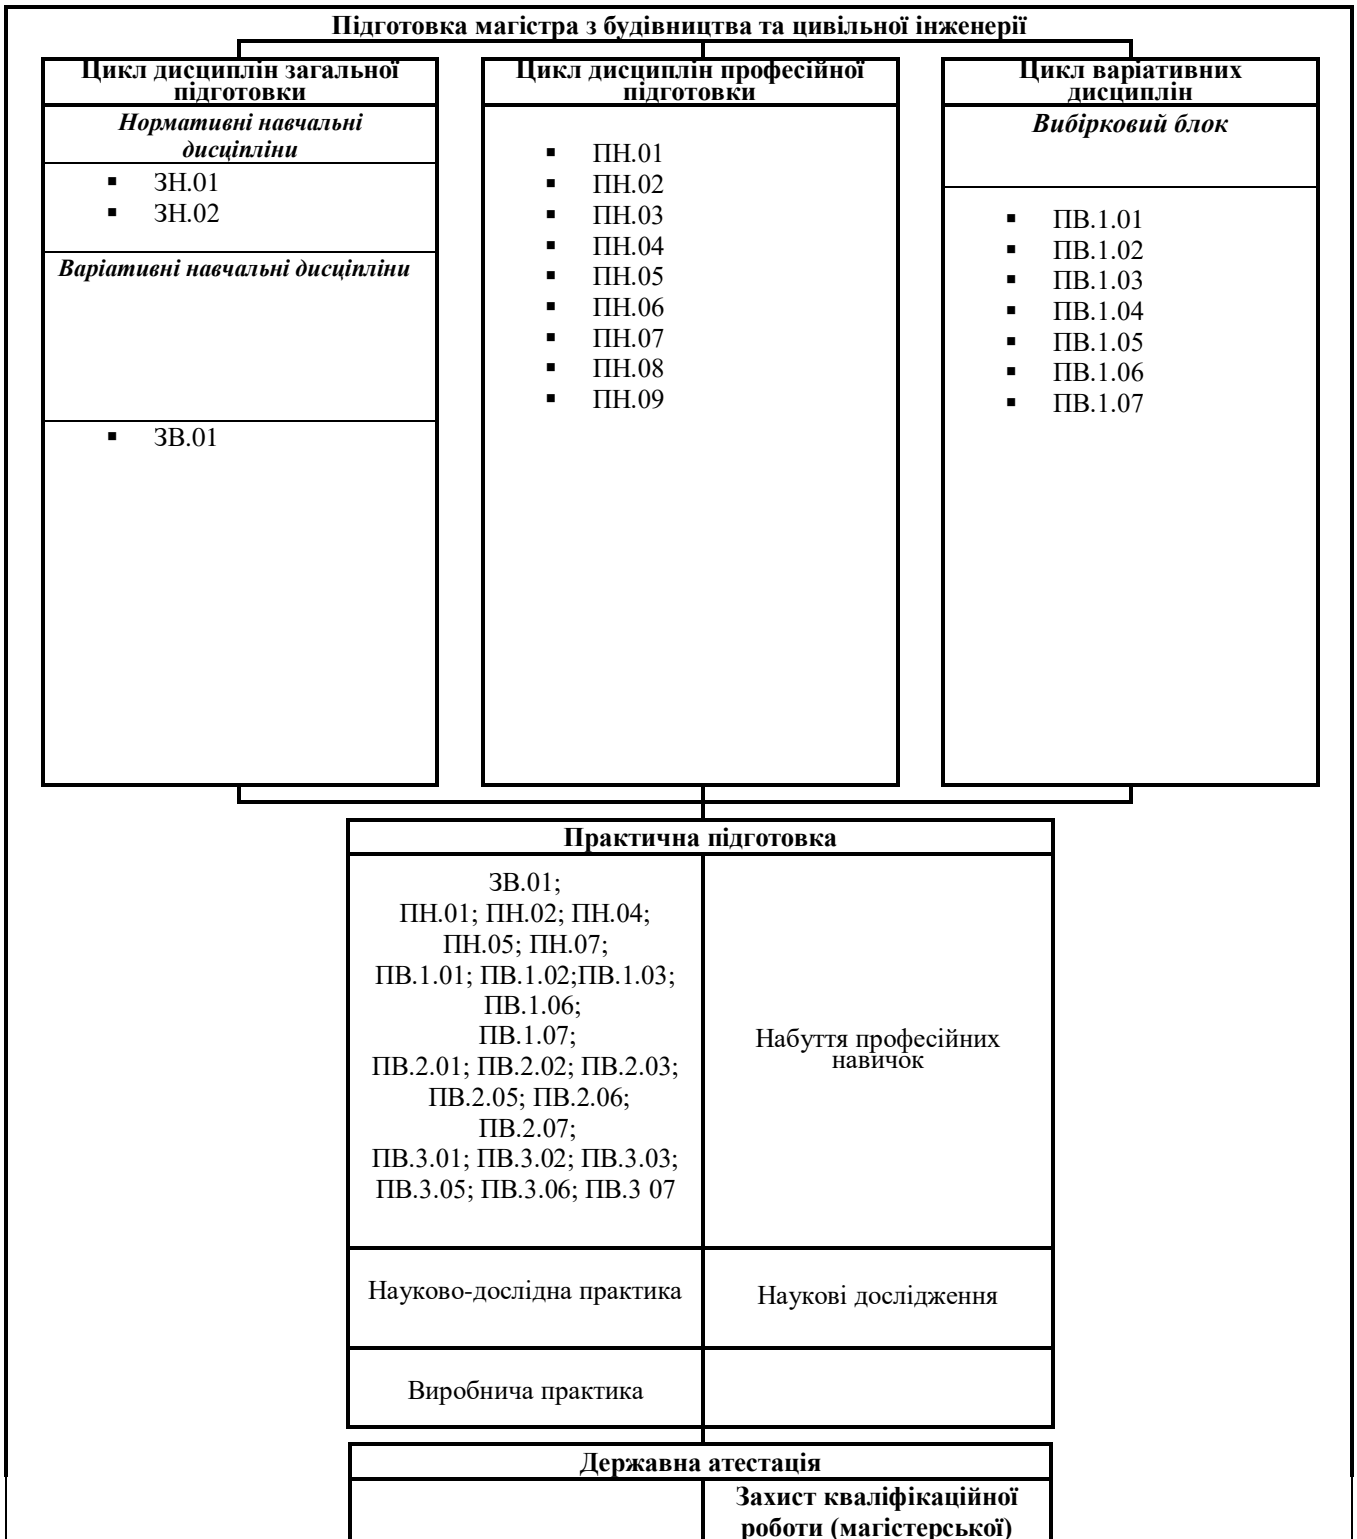 Підготовка магістра з будівництва та цивільної інженерії
Цикл дисциплін загальної
підготовки
Нормативні навчальні
дисціпліни
▪ ЗН.01
▪ ЗН.02
Варіативні навчальні дисціпліни
▪ ЗВ.01
Цикл дисциплін професійної
підготовки
▪ ПН.01
▪ ПН.02
▪ ПН.03
▪ ПН.04
▪ ПН.05
▪ ПН.06
▪ ПН.07
▪ ПН.08
▪ ПН.09
Цикл варіативних
дисциплін
Вибірковий блок
▪ ПВ.1.01
▪ ПВ.1.02
▪ ПВ.1.03
▪ ПВ.1.04
▪ ПВ.1.05
▪ ПВ.1.06
▪ ПВ.1.07
Практична підготовка
ЗВ.01;
ПН.01; ПН.02; ПН.04;
ПН.05; ПН.07;
ПВ.1.01; ПВ.1.02;ПВ.1.03;
ПВ.1.06;
ПВ.1.07;
ПВ.2.01; ПВ.2.02; ПВ.2.03;
ПВ.2.05; ПВ.2.06;
ПВ.2.07;
ПВ.3.01; ПВ.3.02; ПВ.3.03;
ПВ.3.05; ПВ.3.06; ПВ.3 07
Набуття професійних
навичок
Науково-дослідна практика
Наукові дослідження
Виробнича практика
Державна атестація
Захист кваліфікаційної
роботи (магістерської)